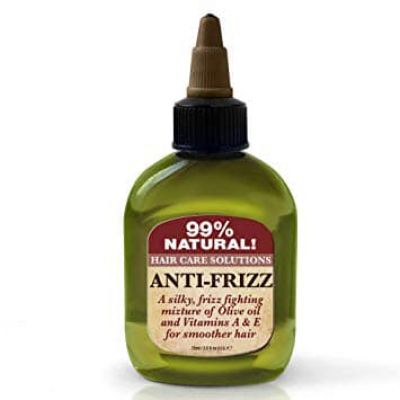 99%
NATURAL!
HAIR CARE SOLUTIONS
ANTI-FRIZZ
A silky, frizz fighting
mixture of Olive oil
and Vitamins A & E
for smoother hair